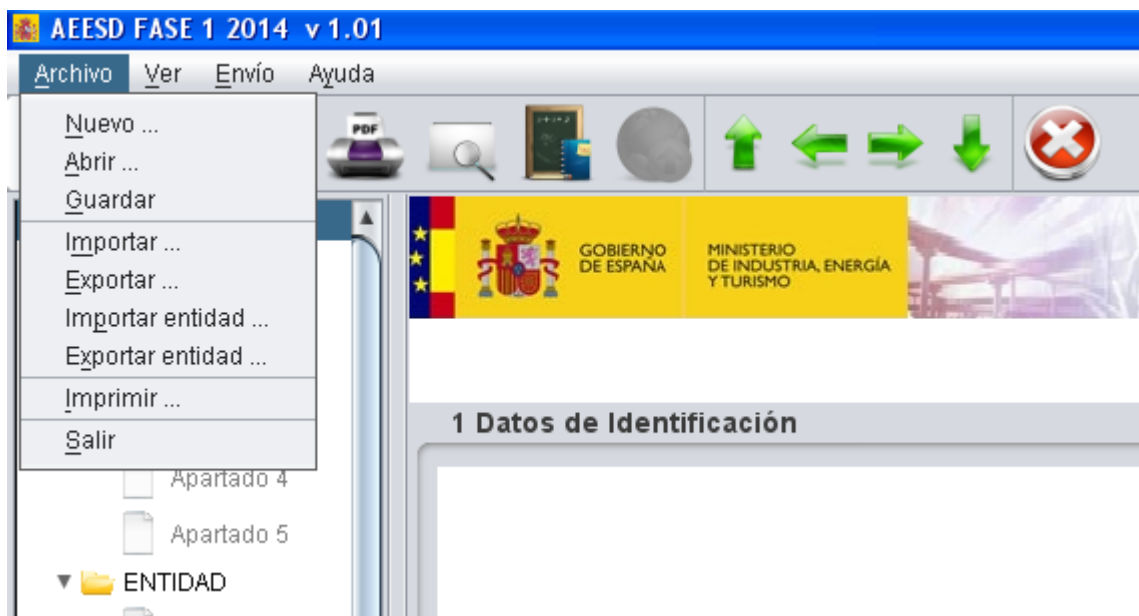 AEESD FASE 1 2014 v 1.01
Archivo Ver Envío Ayuda
Nuevo ...
Abrir ...
Guardar
Importar ...
Exportar ...
Importar entidad ...
Exportar entidad ...
Imprimir ...
Salir
PDF
GOBIERNO
DE ESPAÑA
MINISTERIO
DE INDUSTRIA, ENERGÍA
Y TURISMO
1 Datos de Identificación
Apartado 4
Apartado 5
ENTIDAD